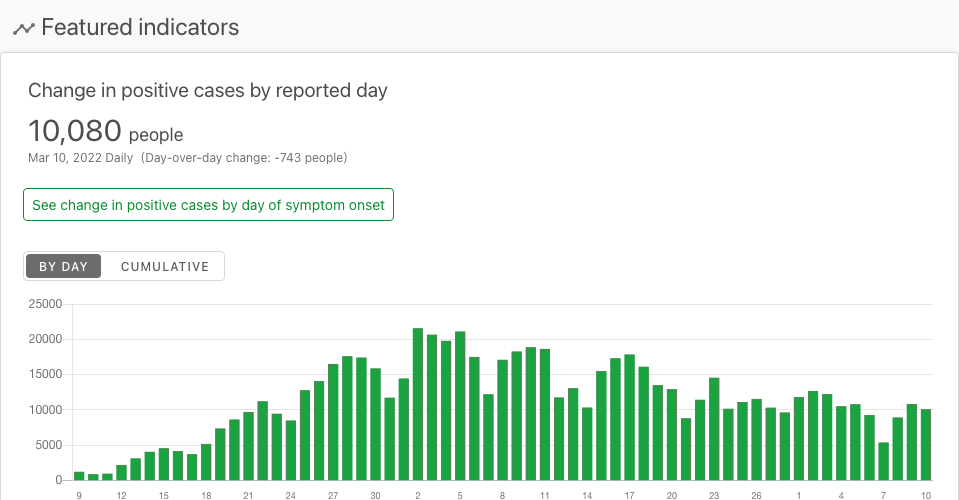 Featured indicators
Change in positive cases by reported day
10,080 people
Mar 10, 2022 Daily (Day-over-day change: -743 people)
See change in positive cases by day of symptom onset
BY DAY CUMULATIVE
25000
20000
15000
10000
5000
0
9 12 15 18 21 24 27 30 2 5 8 11 14 17 20 23 26 1 4 7 10